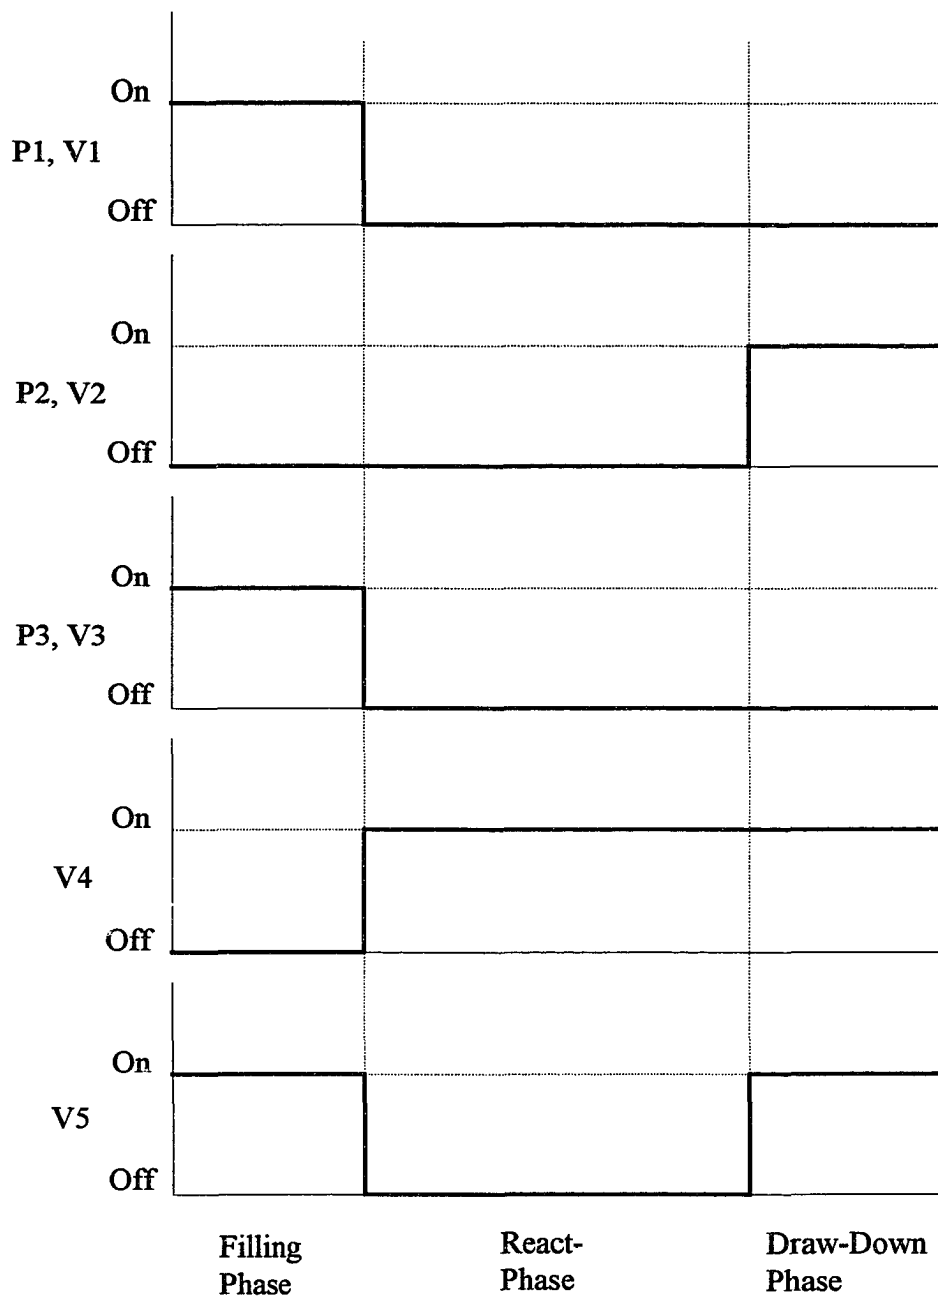 On
P1, V1
Off
On
P2, V2
Off
On
P3, V3
Off
On
V4
Off
On
V5
Off
Filling
Phase
React-
Phase
Draw-Down
Phase